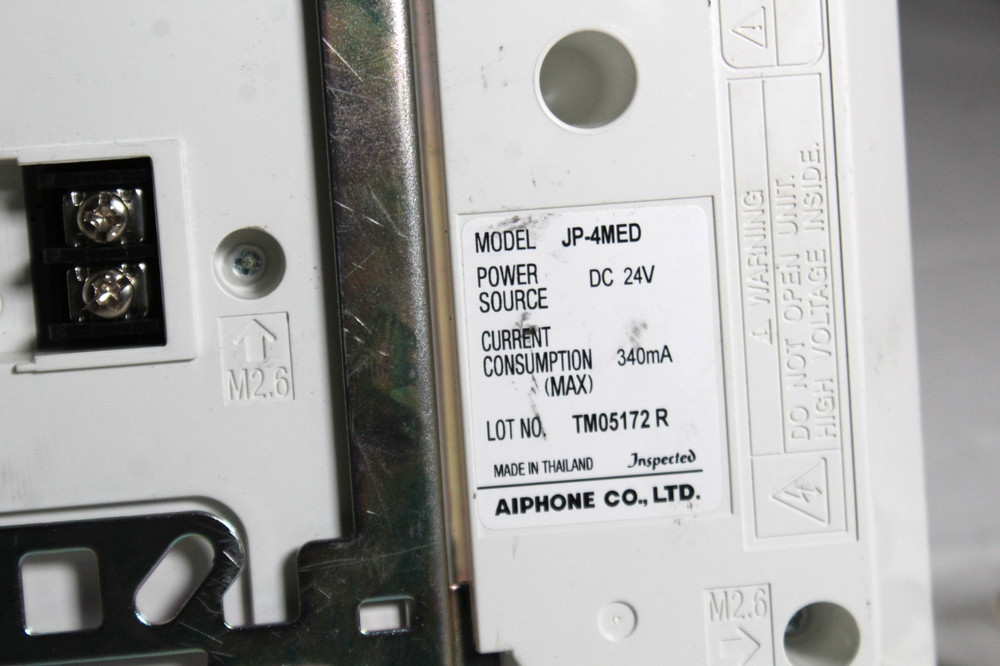 MODEL JP-4MED
POWER SOURCE DC 24V
CURRENT CONSUMPTION (MAX) 340mA
LOT NO. TM05172 R
MADE IN THAILAND Inspected
AIPHONE CO., LTD.
WARNING
DO NOT OPEN UNIT.
HIGH VOLTAGE INSIDE.
M2.6
M2.6